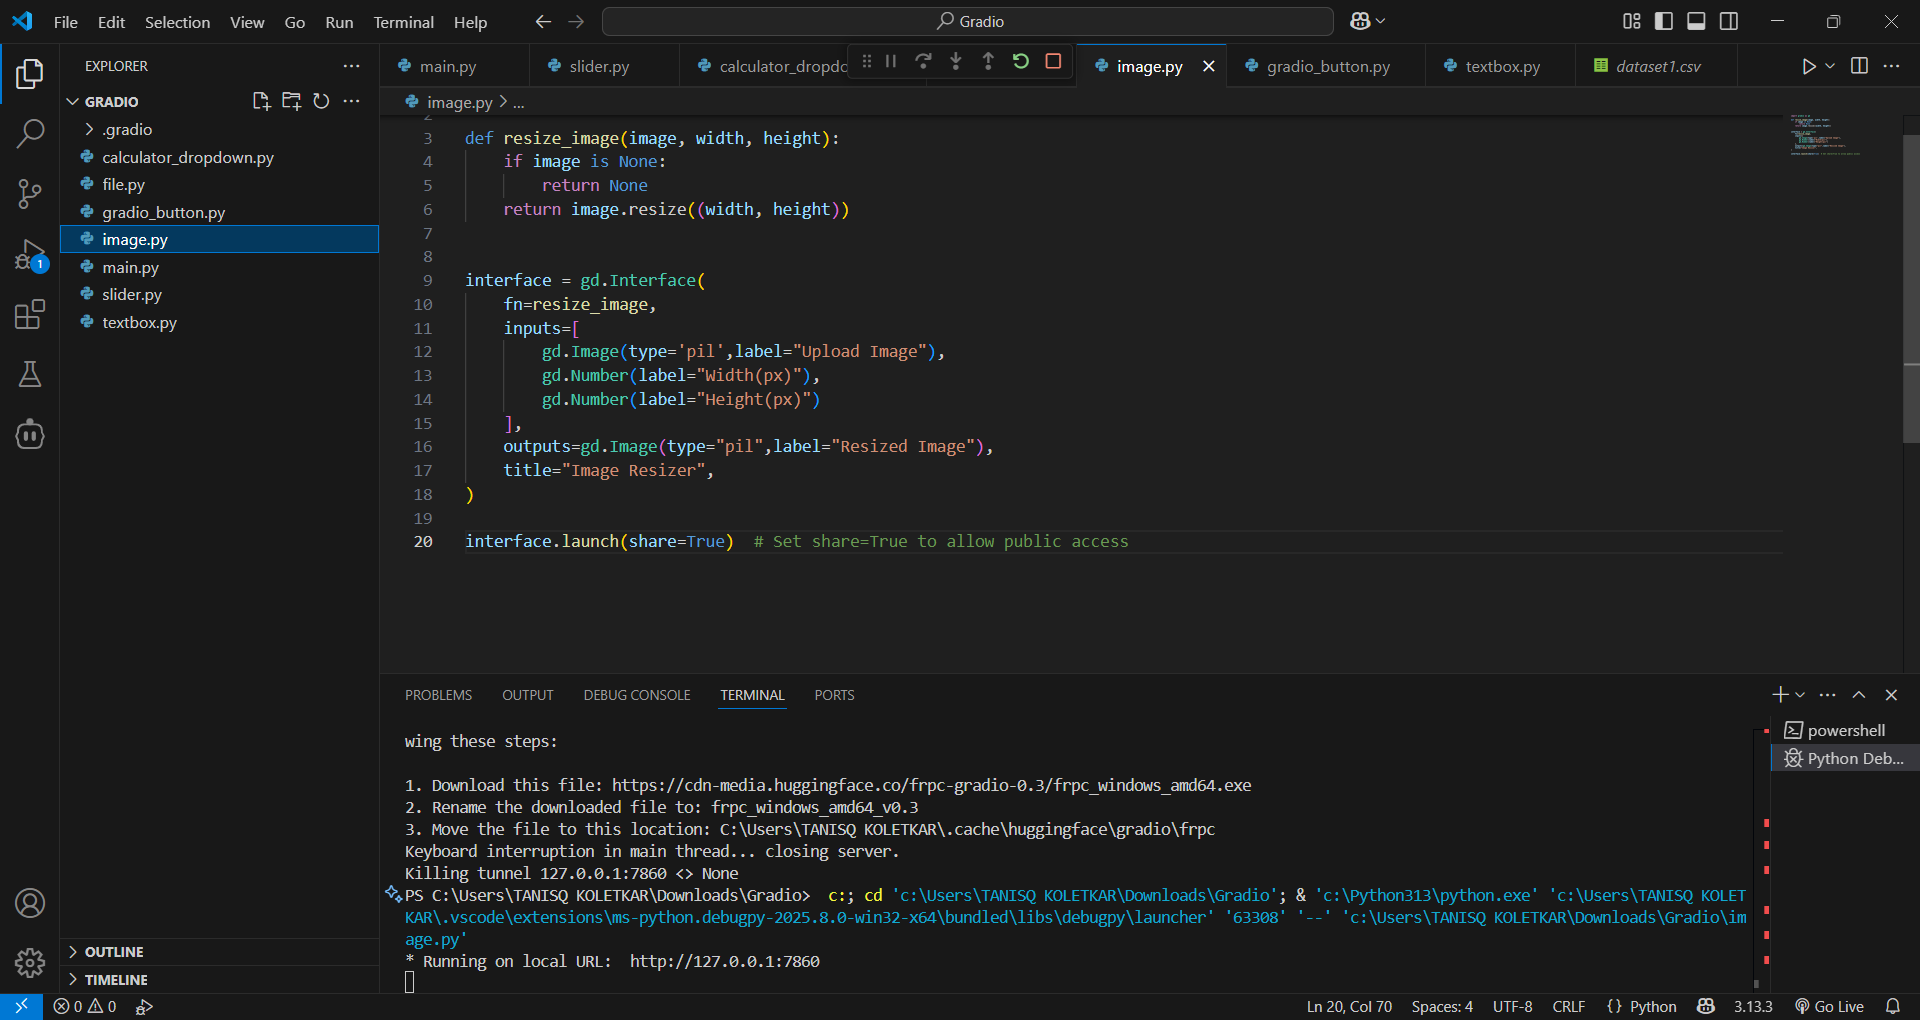 File Edit Selection View Go Run Terminal Help
Gradio
EXPLORER
GRADIO
.gradio
calculator_dropdown.py
file.py
gradio_button.py
image.py
main.py
slider.py
textbox.py
OUTLINE
TIMELINE
1
main.py slider.py calculator_dropdo image.py gradio_button.py textbox.py dataset1.csv
image.py > ...
2
3 def resize_image(image, width, height):
4 if image is None:
5 return None
6 return image.resize((width, height))
7
8
9 interface = gd.Interface(
10 fn=resize_image,
11 inputs=[
12 gd.Image(type='pil',label="Upload Image"),
13 gd.Number(label="Width(px)"),
14 gd.Number(label="Height(px)")
15 ],
16 outputs=gd.Image(type="pil",label="Resized Image"),
17 title="Image Resizer",
18 )
19
20 interface.launch(share=True)  # Set share=True to allow public access
PROBLEMS OUTPUT DEBUG CONSOLE TERMINAL PORTS
powershell
Python Deb...
wing these steps:
1. Download this file: https://cdn-media.huggingface.co/frpc-gradio-0.3/frpc_windows_amd64.exe
2. Rename the downloaded file to: frpc_windows_amd64_v0.3
3. Move the file to this location: C:\Users\TANISQ KOLETKAR\.cache\huggingface\gradio\frpc
Keyboard interruption in main thread... closing server.
Killing tunnel 127.0.0.1:7860 <> None
PS C:\Users\TANISQ KOLETKAR\Downloads\Gradio>  c:; cd 'c:\Users\TANISQ KOLETKAR\Downloads\Gradio'; & 'c:\Python313\python.exe' 'c:\Users\TANISQ KOLET
KAR\.vscode\extensions\ms-python.debugpy-2025.8.0-win32-x64\bundled\libs\debugpy\launcher' '63308' '--' 'c:\Users\TANISQ KOLETKAR\Downloads\Gradio\im
age.py'
* Running on local URL:  http://127.0.0.1:7860
0 0 Ln 20, Col 70 Spaces: 4 UTF-8 CRLF {} Python 3.13.3 Go Live